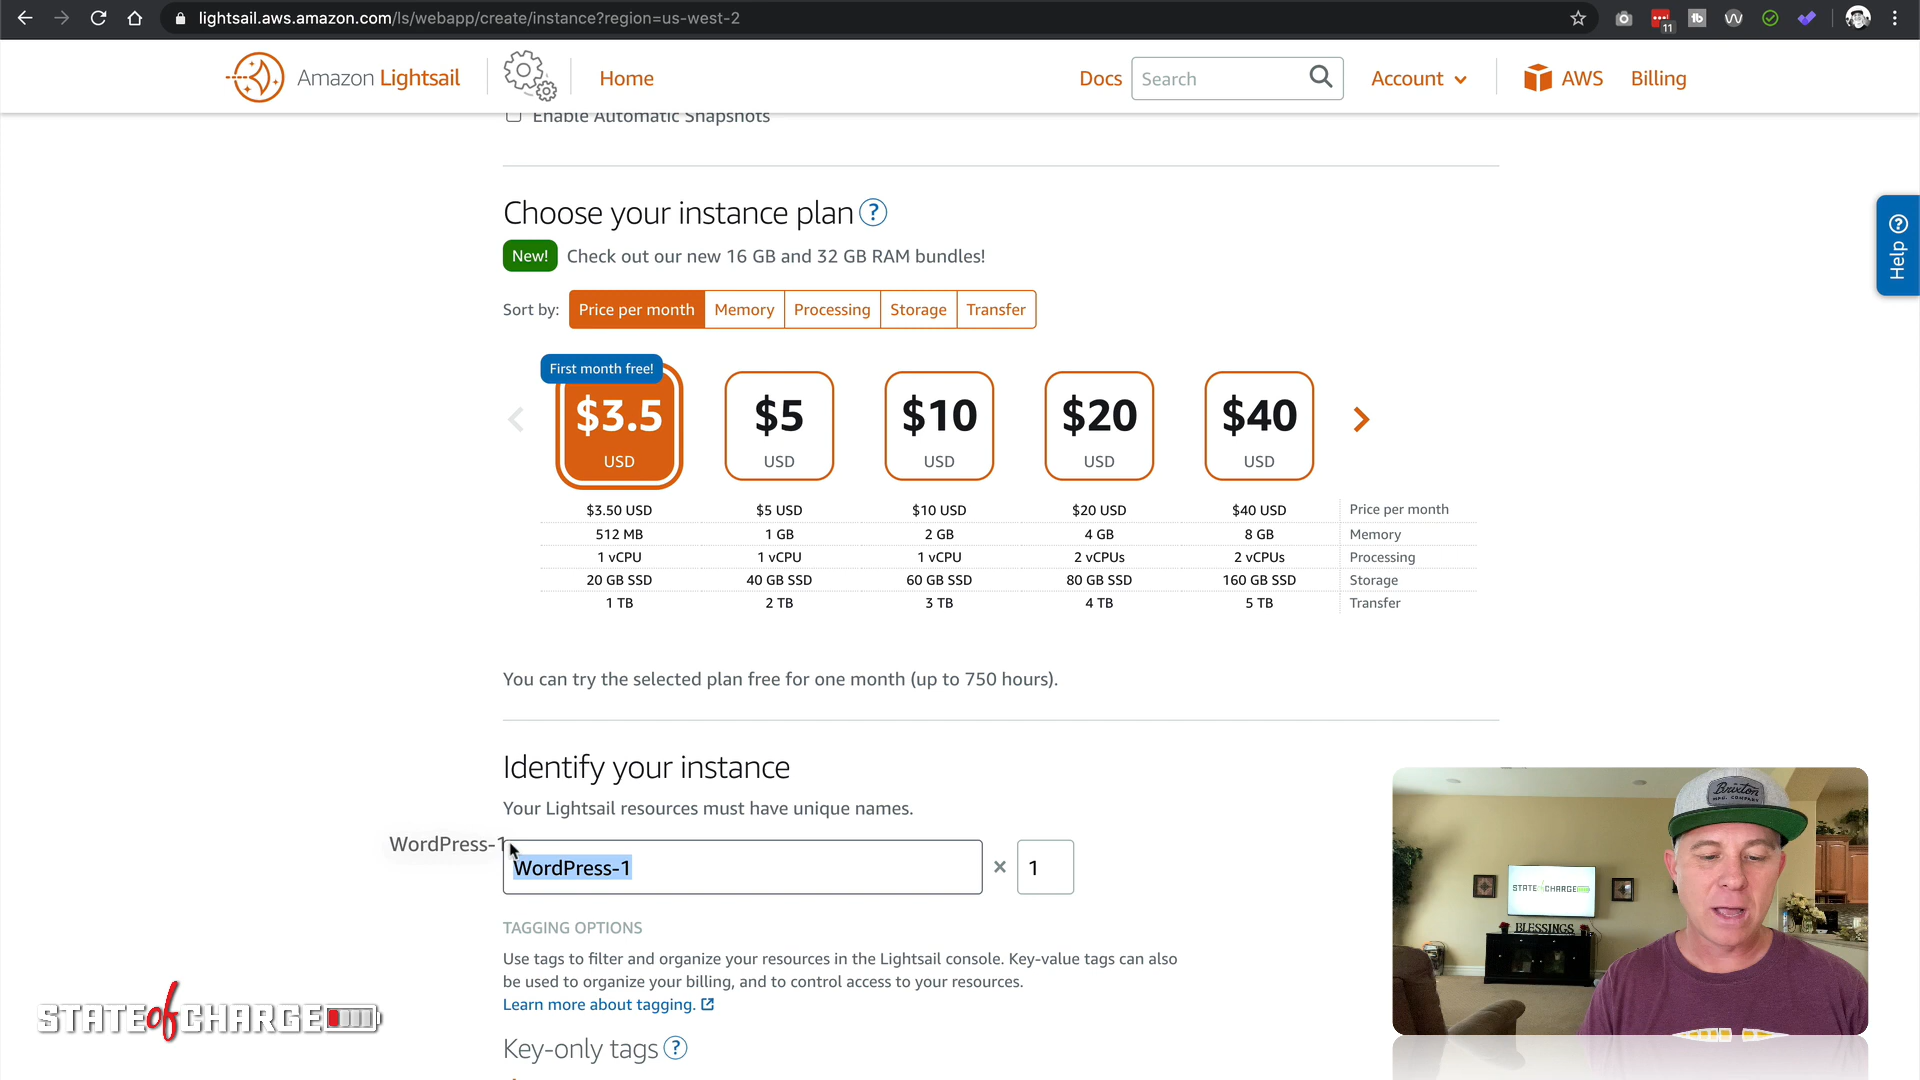 lightsail.aws.amazon.com/ls/webapp/create/instance?region=us-west-2
11
Amazon Lightsail
Home
Docs
Search
Account
AWS
Billing
Enable Automatic Snapshots
Choose your instance plan ?
New! Check out our new 16 GB and 32 GB RAM bundles!
Help ?
Sort by: Price per month Memory Processing Storage Transfer
First month free!
$3.5 $5 $10 $20 $40
USD USD USD USD USD
$3.50 USD $5 USD $10 USD $20 USD $40 USD Price per month
512 MB 1 GB 2 GB 4 GB 8 GB Memory
1 vCPU 1 vCPU 1 vCPU 2 vCPUs 2 vCPUs Processing
20 GB SSD 40 GB SSD 60 GB SSD 80 GB SSD 160 GB SSD Storage
1 TB 2 TB 3 TB 4 TB 5 TB Transfer
You can try the selected plan free for one month (up to 750 hours).
Identify your instance
Your Lightsail resources must have unique names.
WordPress-1
WordPress-1 × 1
TAGGING OPTIONS
Use tags to filter and organize your resources in the Lightsail console. Key-value tags can also
be used to organize your billing, and to control access to your resources.
Learn more about tagging.
Key-only tags ?
STATE of CHARGE
Brixton
MFG. COMPANY
STATE of CHARGE
BLESSINGS